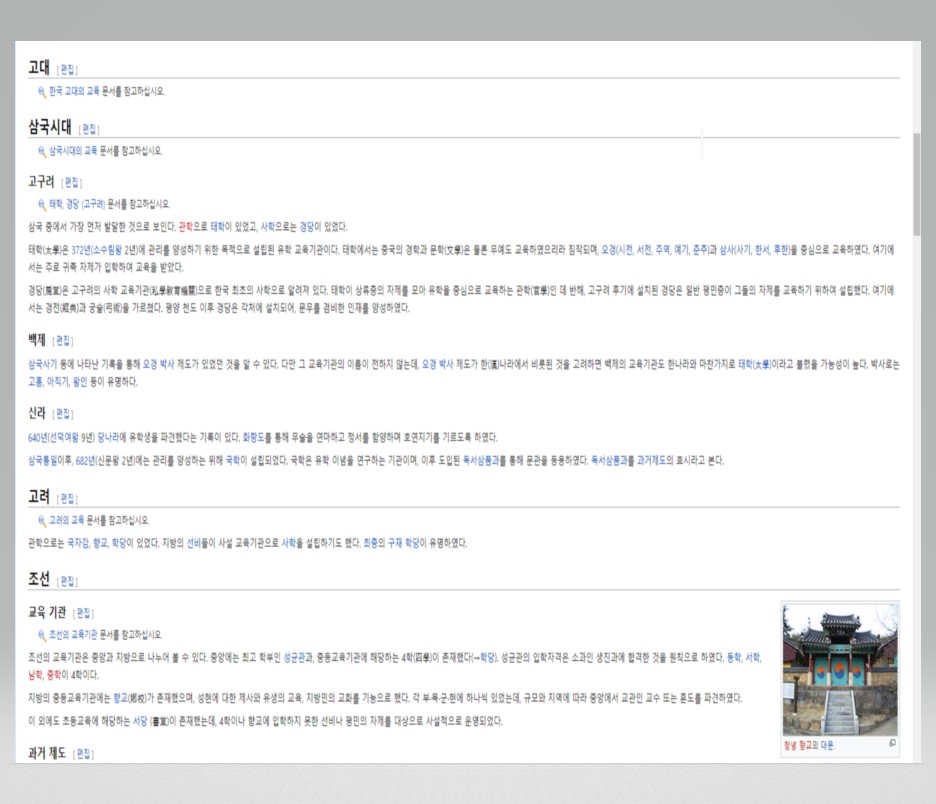 고대 [편집]
한국 고대의 교육 문서를 참고하십시오.
삼국시대 [편집]
삼국시대의 교육 문서를 참고하십시오.
고구려 [편집]
태학, 경당 (고구려) 문서를 참고하십시오.
삼국 중에서 가장 먼저 발달한 것으로 보인다. 관학으로 태학이 있었고, 사학으로는 경당이 있었다.
태학(太學)은 372년(소수림왕 2년)에 관리를 양성하기 위한 목적으로 설립된 유학 교육기관이다. 태학에서는 중국의 경학과 문학(文學)은 물론 무예도 교육하였으리라 짐작되며, 오경(시전, 서전, 주역, 예기, 춘추)과 삼사(사기, 한서, 후한)을 중심으로 교육하였다. 여기에
서는 주로 귀족 자제가 입학하여 교육을 받았다.
경당(扃堂)은 고구려의 사학 교육기관(私學敎育機關)으로 한국 최초의 사학으로 알려져 있다. 태학이 상류층의 자제를 모아 유학을 중심으로 교육하는 관학(官學)인 데 반해, 고구려 후기에 설치된 경당은 일반 평민층이 그들의 자제를 교육하기 위하여 설립했다. 여기에
서는 경전(經典)과 궁술(弓術)을 가르쳤다. 평양 천도 이후 경당은 각처에 설치되어, 문무를 겸비한 인재를 양성하였다.
백제 [편집]
삼국사기 등에 나타난 기록을 통해 오경 박사 제도가 있었던 것을 알 수 있다. 다만 그 교육기관의 이름이 전하지 않는데, 오경 박사 제도가 한(漢)나라에서 비롯된 것을 고려하면 백제의 교육기관도 한나라와 마찬가지로 태학(太學)이라고 불렸을 가능성이 높다. 박사로는
고흥, 아직기, 왕인 등이 유명하다.
신라 [편집]
640년(선덕여왕 9년) 당나라에 유학생을 파견했다는 기록이 있다. 화랑도를 통해 무술을 연마하고 정서를 함양하며 호연지기를 기르도록 하였다.
삼국통일이후, 682년(신문왕 2년)에는 관리를 양성하는 위해 국학이 설립되었다. 국학은 유학 이념을 연구하는 기관이며, 이후 도입된 독서삼품과를 통해 문관을 등용하였다. 독서삼품과를 과거제도의 효시라고 본다.
고려 [편집]
고려의 교육 문서를 참고하십시오.
관학으로는 국자감, 향교, 학당이 있었다. 지방의 선비들이 사설 교육기관으로 사학을 설립하기도 했다. 최충의 구재 학당이 유명하였다.
조선 [편집]
교육 기관 [편집]
조선의 교육기관 문서를 참고하십시오.
조선의 교육기관은 중앙과 지방으로 나누어 볼 수 있다. 중앙에는 최고 학부인 성균관과, 중등교육기관에 해당하는 4학(四學)이 존재했다(→학당). 성균관의 입학자격은 소과인 생진과에 합격한 것을 원칙으로 하였다. 동학, 서학,
남학, 중학이 4학이다.
지방의 중등교육기관에는 향교(鄕校)가 존재했으며, 성현에 대한 제사와 유생의 교육, 지방민의 교화를 기능으로 했다. 각 부·목·군·현에 하나씩 있었는데, 규모와 지역에 따라 중앙에서 교관인 교수 또는 훈도를 파견하였다.
이 외에도 초등교육에 해당하는 서당 (書堂)이 존재했는데, 4학이나 향교에 입학하지 못한 선비나 평민의 자제를 대상으로 사설적으로 운영되었다.
창녕 향교의 대문.
과거 제도 [편집]